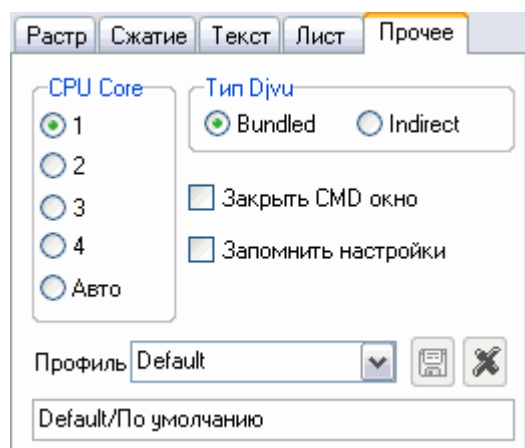 Растр Сжатие Текст Лист Прочее
CPU Core
1
2
3
4
Авто
Тип Djvu
Bundled Indirect
Закрыть CMD окно
Запомнить настройки
Профиль Default
Default/По умолчанию